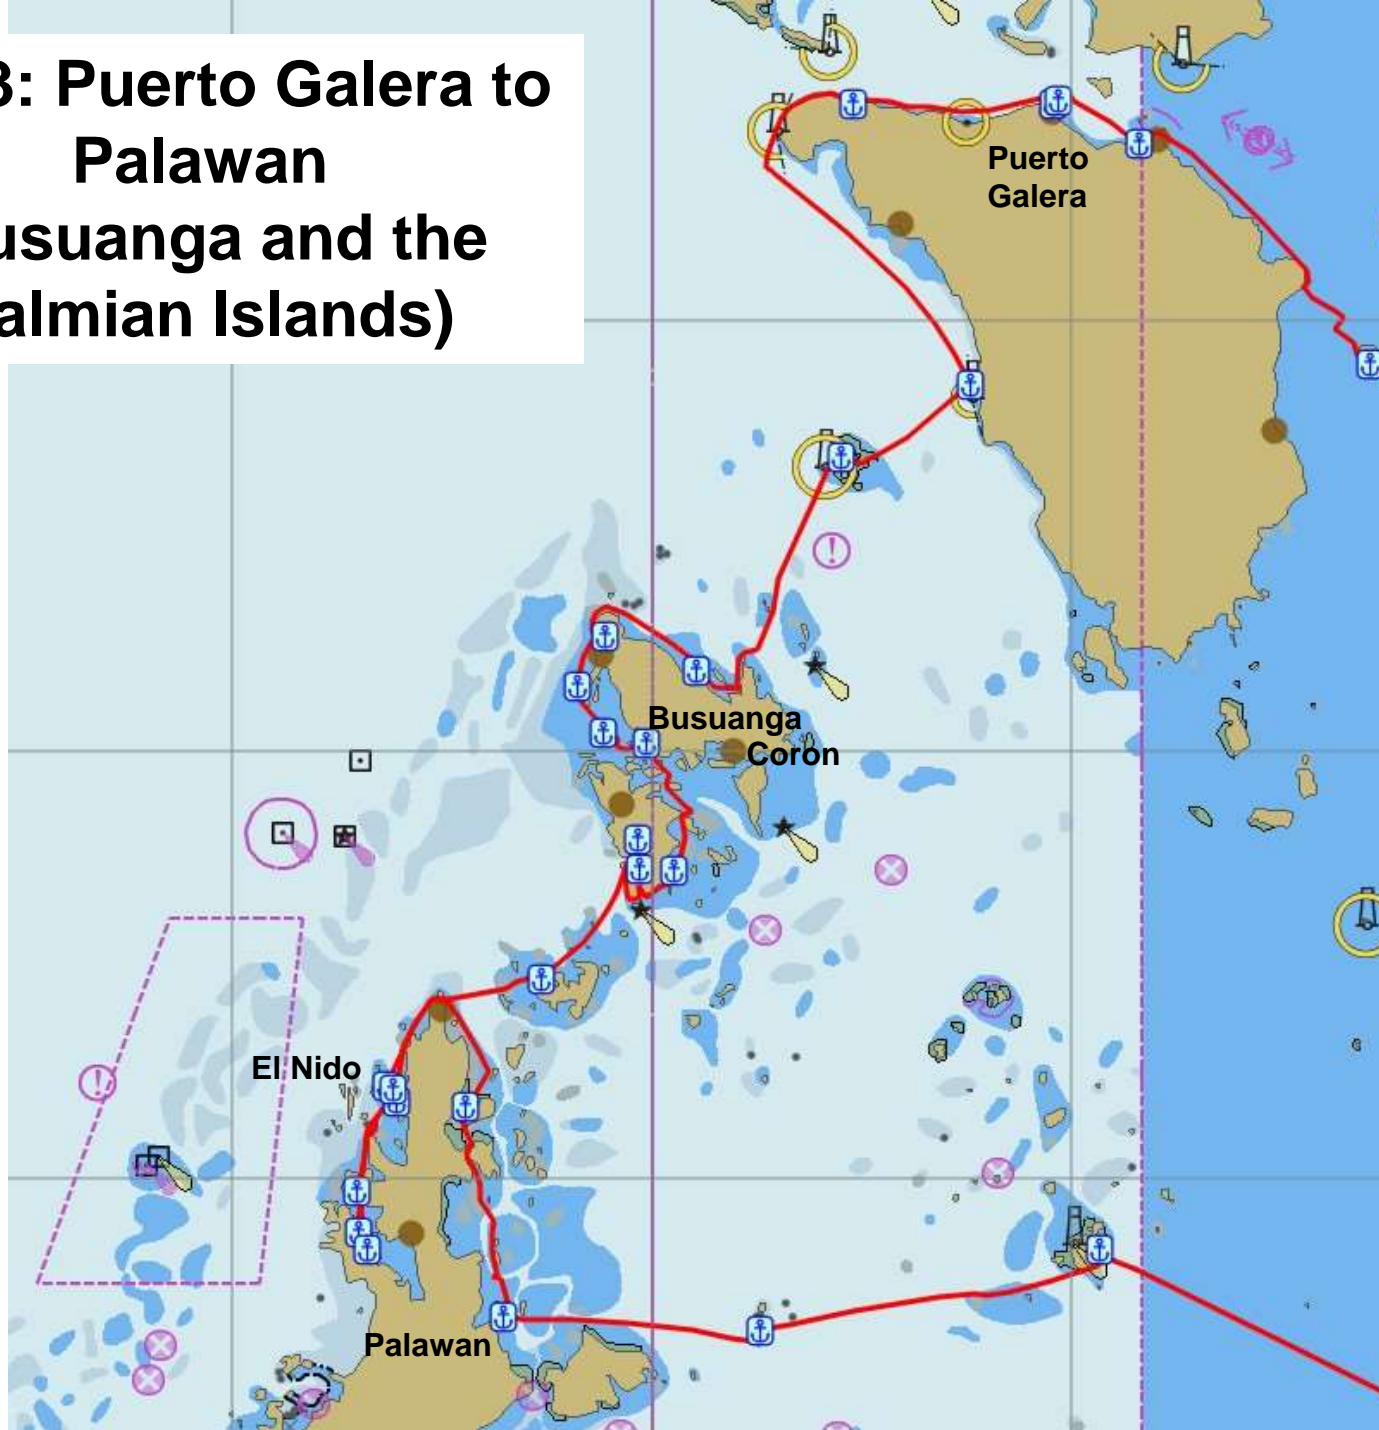 3: Puerto Galera to
Palawan
usuanga and the
almian Islands)
Puerto
Galera
Busuanga
Coron
El Nido
Palawan